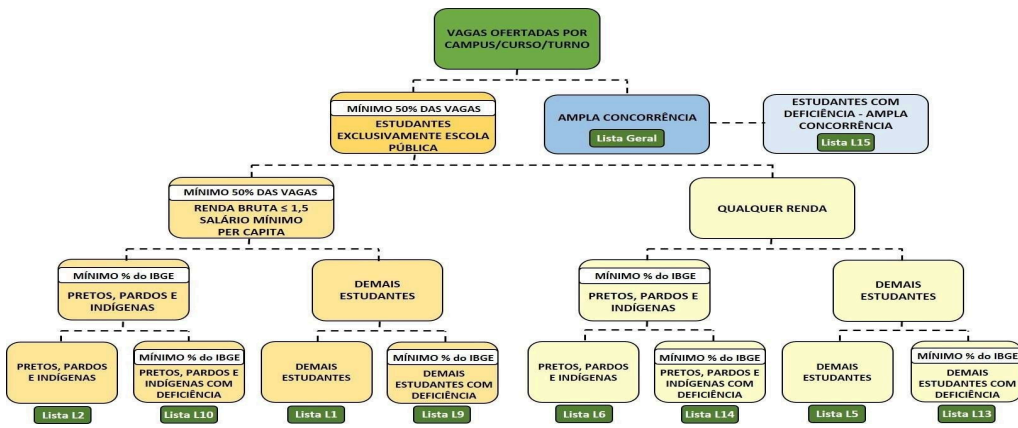 VAGAS OFERTADAS POR
CAMPUS/CURSO/TURNO
MÍNIMO 50% DAS VAGAS
ESTUDANTES
EXCLUSIVAMENTE ESCOLA
PÚBLICA
AMPLA CONCORRÊNCIA
Lista Geral
ESTUDANTES COM
DEFICIÊNCIA - AMPLA
CONCORRÊNCIA
Lista L15
MÍNIMO 50% DAS VAGAS
RENDA BRUTA ≤ 1,5
SALÁRIO MÍNIMO
PER CAPITA
QUALQUER RENDA
MÍNIMO % do IBGE
PRETOS, PARDOS E
INDÍGENAS
DEMAIS
ESTUDANTES
MÍNIMO % do IBGE
PRETOS, PARDOS E
INDÍGENAS
DEMAIS
ESTUDANTES
PRETOS, PARDOS
E INDÍGENAS
Lista L2
MÍNIMO % do IBGE
PRETOS, PARDOS E
INDÍGENAS COM
DEFICIÊNCIA
Lista L10
DEMAIS
ESTUDANTES
Lista L1
MÍNIMO % do IBGE
DEMAIS
ESTUDANTES COM
DEFICIÊNCIA
Lista L9
PRETOS, PARDOS
E INDÍGENAS
Lista L6
MÍNIMO % do IBGE
PRETOS, PARDOS E
INDÍGENAS COM
DEFICIÊNCIA
Lista L14
DEMAIS
ESTUDANTES
Lista L5
MÍNIMO % do IBGE
DEMAIS
ESTUDANTES COM
DEFICIÊNCIA
Lista L13